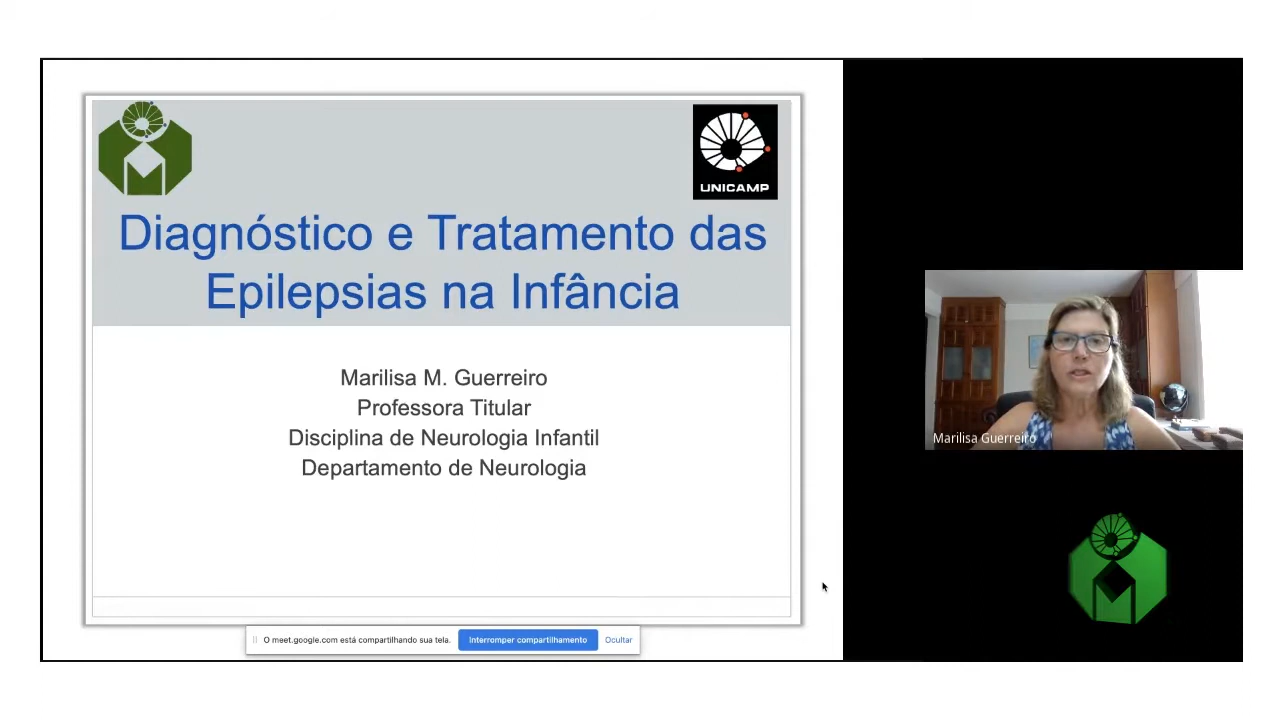 UNICAMP
Diagnóstico e Tratamento das
Epilepsias na Infância
Marilisa M. Guerreiro
Professora Titular
Disciplina de Neurologia Infantil
Departamento de Neurologia
Marilisa Guerreiro
O meet.google.com está compartilhando sua tela. Interromper compartilhamento Ocultar